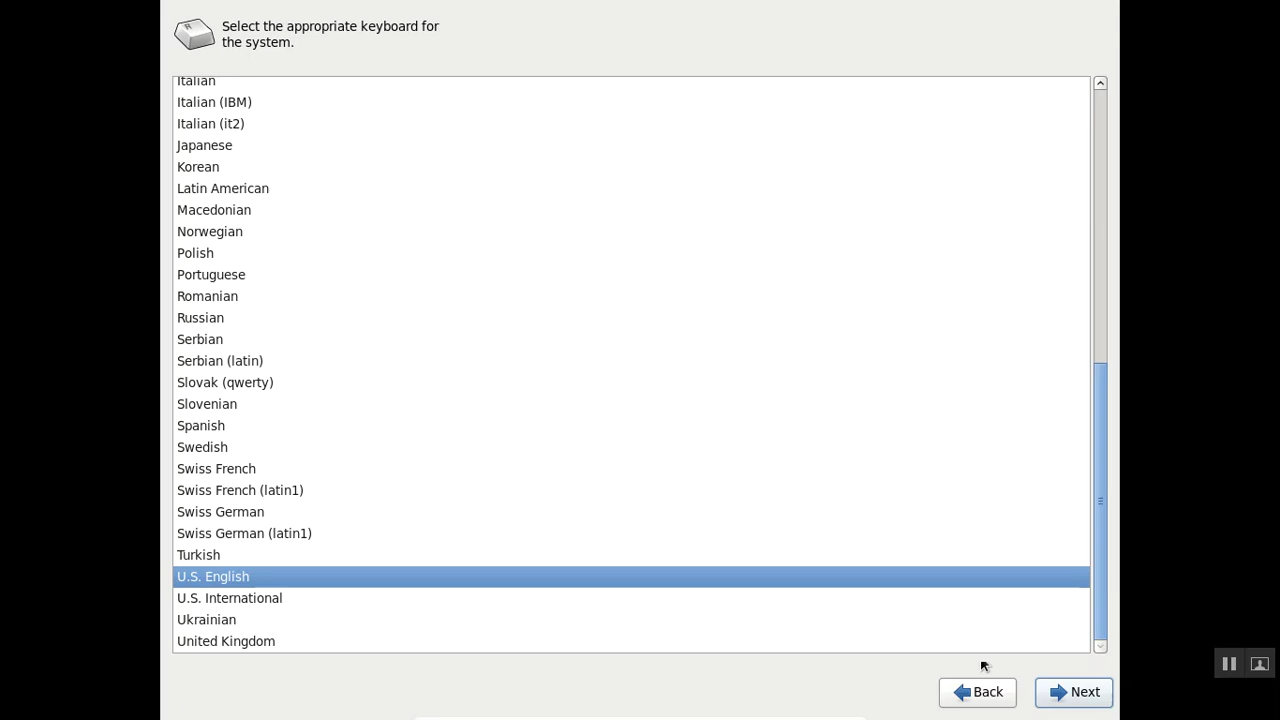 Select the appropriate keyboard for
the system.
Italian
Italian (IBM)
Italian (it2)
Japanese
Korean
Latin American
Macedonian
Norwegian
Polish
Portuguese
Romanian
Russian
Serbian
Serbian (latin)
Slovak (qwerty)
Slovenian
Spanish
Swedish
Swiss French
Swiss French (latin1)
Swiss German
Swiss German (latin1)
Turkish
U.S. English
U.S. International
Ukrainian
United Kingdom
Back
Next